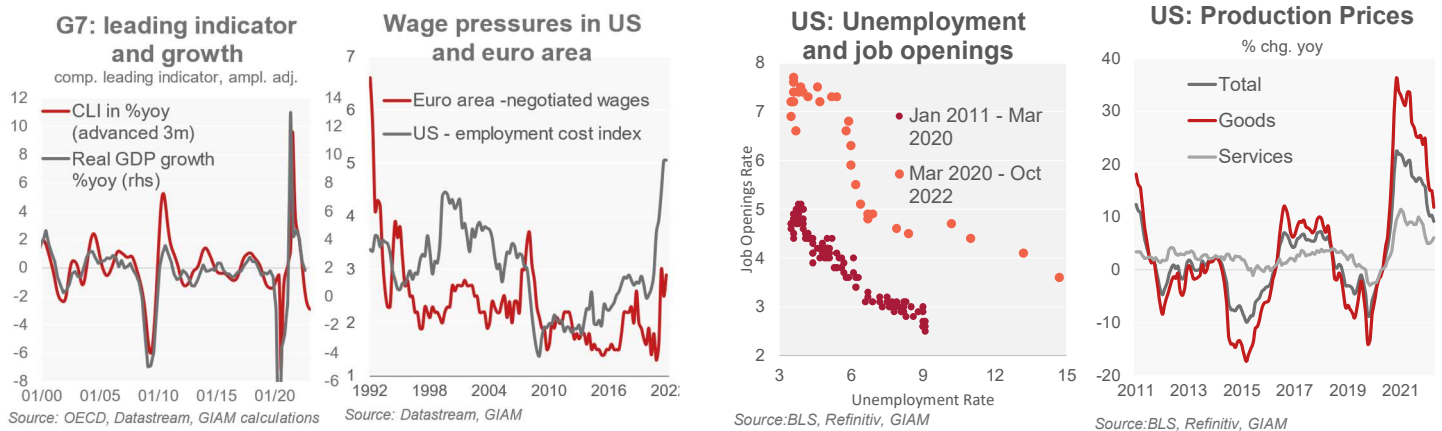 G7: leading indicator
and growth
comp. leading indicator, ampl. adj.
12
10
8
6
4
2
0
-2
-4
-6
-8
CLI in %yoy
(advanced 3m)
Real GDP growth
%yoy (rhs)
14
12
10
8
6
4
2
0
-2
-4
-6
01/00
01/05
01/10
01/15
01/20
Source: OECD, Datastream, GIAM calculations
Wage pressures in US
and euro area
7
6
5
4
3
2
1
Euro area -negotiated wages
US - employment cost index
1992
1998
2004
2010
2016
Source: Datastream, GIAM
US: Unemployment
and job openings
Job Openings Rate
8
7
6
5
4
3
2
Jan 2011 - Mar
2020
Mar 2020 - Oct
2022
3
6
9
12
15
Unemployment Rate
Source:BLS, Refinitiv, GIAM
US: Production Prices
% chg. yoy
40
30
20
10
0
-10
-20
Total
Goods
Services
2011
2013
2015
2017
2019
2021
Source:BLS, Refinitiv, GIAM